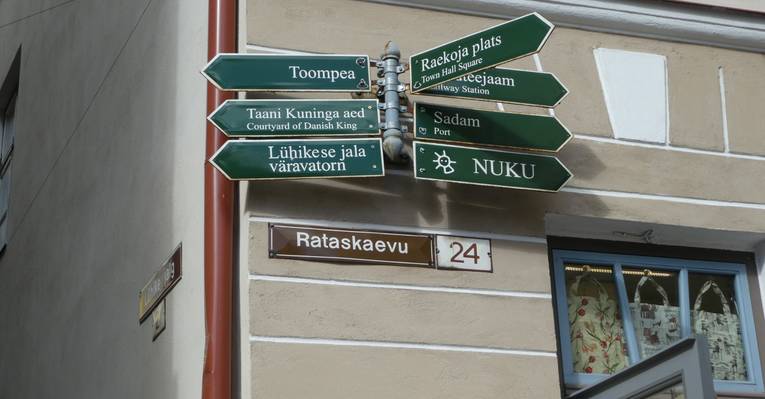 Toompea
Taani Kuninga aed
Courtyard of Danish King
Lühikese jala
väravatorn
Raekoja plats
Town Hall Square
Station
Sadam
Port
NUKU
Rataskaevu
24